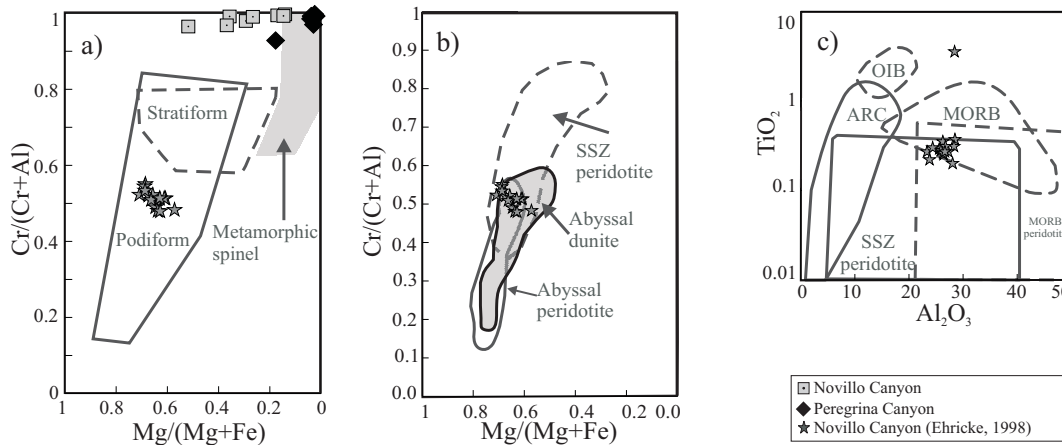 a)
Cr/(Cr+Al)
1
0.8
0.6
0.4
0.2
0
1
0.8
0.6
0.4
0.2
0
Mg/(Mg+Fe)
Stratiform
Podiform
Metamorphic
spinel
b)
Cr/(Cr+Al)
0.9
0.8
0.7
0.6
0.5
0.4
0.3
0.2
0.1
0.0
1
0.8
0.6
0.4
0.2
0.0
Mg/(Mg+Fe)
SSZ
peridotite
Abyssal
dunite
Abyssal
peridotite
c)
TiO2
10
1
0.1
0.01
0
10
20
30
40
Al2O3
OIB
ARC
MORB
SSZ
peridotite
MORB
peridotite
Novillo Canyon
Peregrina Canyon
Novillo Canyon (Ehricke, 1998)